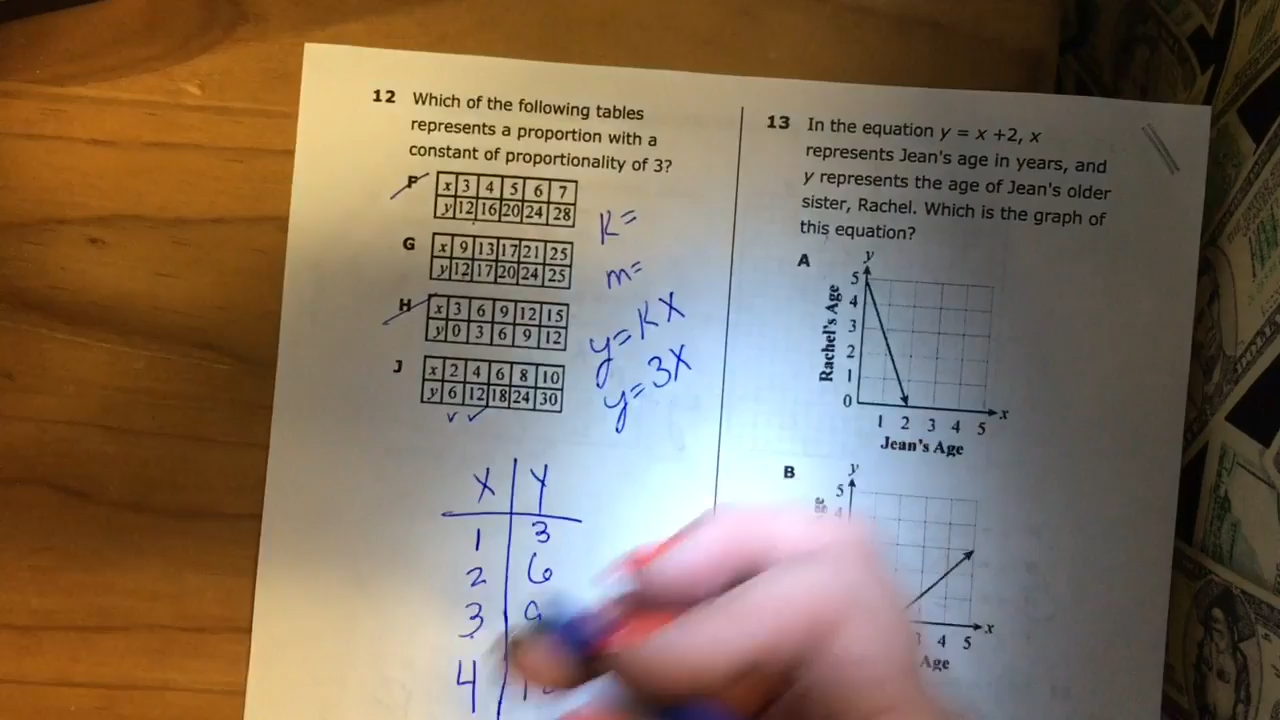 12 Which of the following tables
represents a proportion with a
constant of proportionality of 3?
F
x 3 4 5 6 7
y 12 16 20 24 28
G
x 9 13 17 21 25
y 12 17 20 24 25
H
x 3 6 9 12 15
y 0 3 6 9 12
J
x 2 4 6 8 10
y 6 12 18 24 30
K=
m=
y=KX
y=3X
X Y
1 3
2 6
3 9
4
13 In the equation y = x +2, x
represents Jean's age in years, and
y represents the age of Jean's older
sister, Rachel. Which is the graph of
this equation?
A
y
5
4
3
2
1
0
Rachel's Age
1 2 3 4 5
x
Jean's Age
B
y
5
4
x
4 5
Age